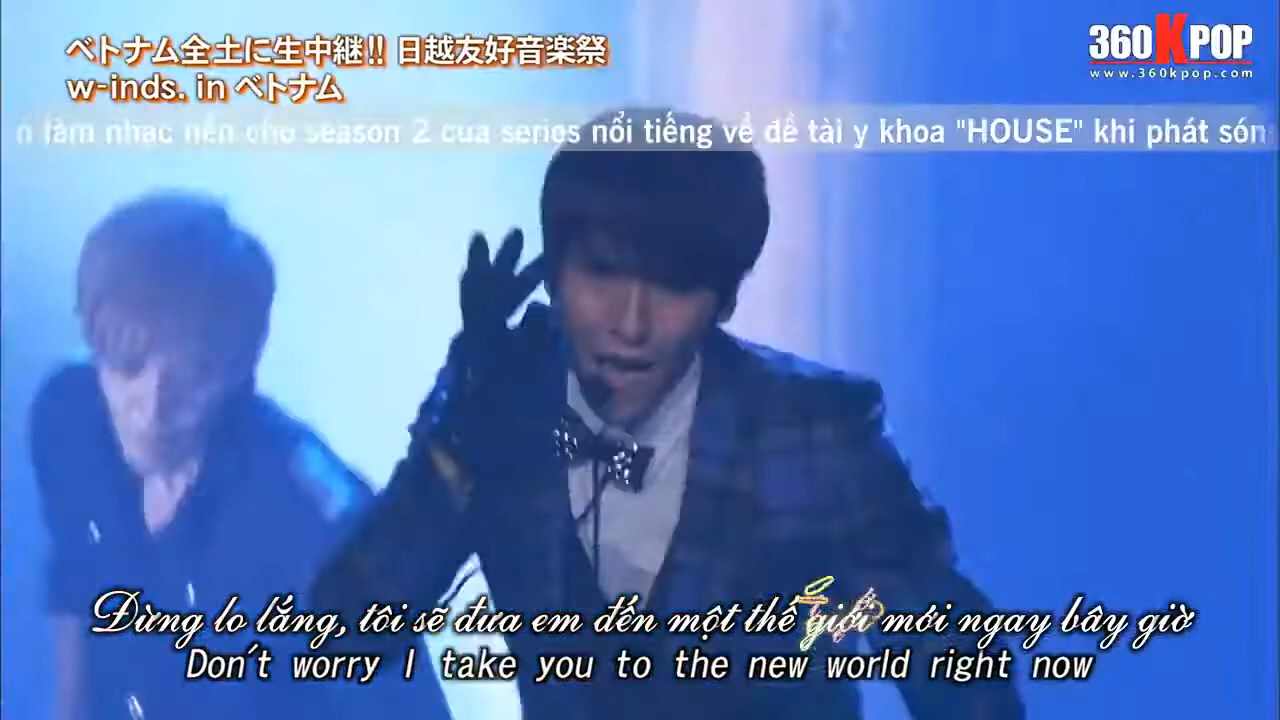 ベトナム全土に生中継!! 日越友好音楽祭
w-inds. in ベトナム
360KPOP
www.360kpop.com
làm nhạc nền cho season 2 của series nổi tiếng về đề tài y khoa "HOUSE" khi phát
Đừng lo lắng, tôi sẽ đưa em đến một thế giới mới ngay bây giờ
Don't worry I take you to the new world right now